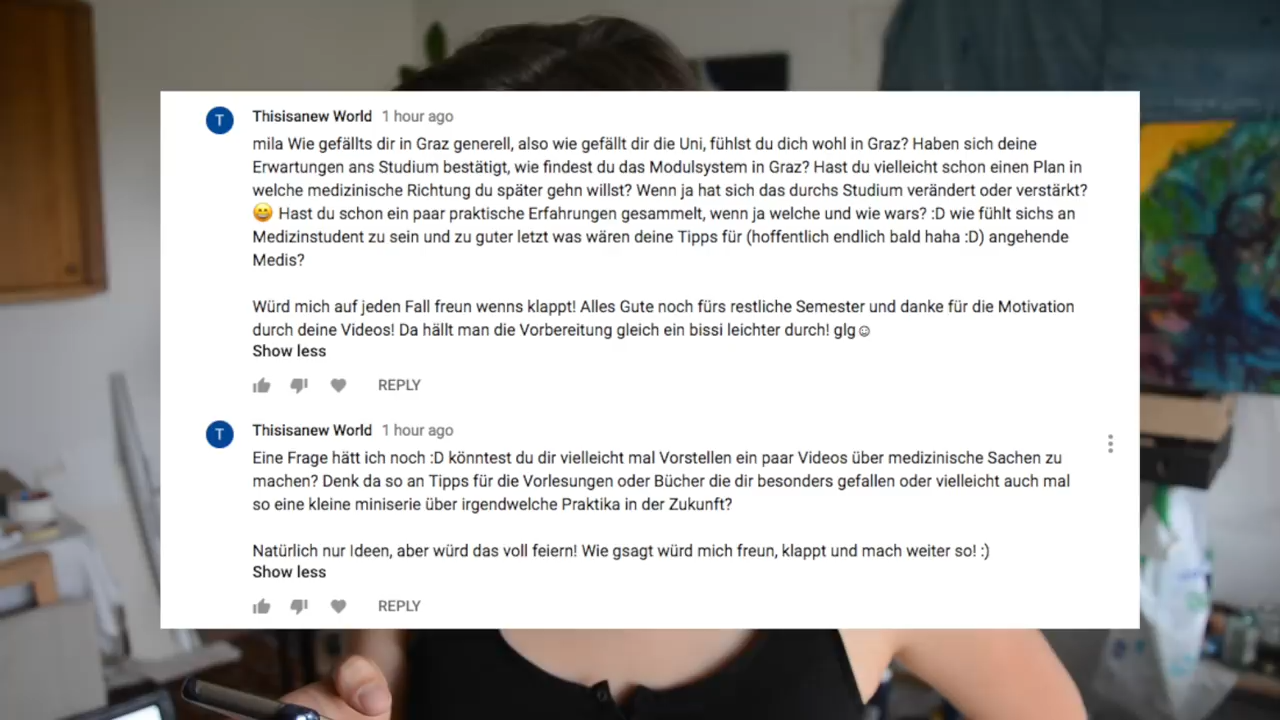 T
Thisisanew World 1 hour ago
mila Wie gefällts dir in Graz generell, also wie gefällt dir die Uni, fühlst du dich wohl in Graz? Haben sich deine
Erwartungen ans Studium bestätigt, wie findest du das Modulsystem in Graz? Hast du vielleicht schon einen Plan in
welche medizinische Richtung du später gehn willst? Wenn ja hat sich das durchs Studium verändert oder verstärkt?
😀 Hast du schon ein paar praktische Erfahrungen gesammelt, wenn ja welche und wie wars? :D wie fühlt sichs an
Medizinstudent zu sein und zu guter letzt was wären deine Tipps für (hoffentlich endlich bald haha :D) angehende
Medis?
Würd mich auf jeden Fall freun wenns klappt! Alles Gute noch fürs restliche Semester und danke für die Motivation
durch deine Videos! Da hällt man die Vorbereitung gleich ein bissi leichter durch! glg☺
Show less
REPLY
T
Thisisanew World 1 hour ago
Eine Frage hätt ich noch :D könntest du dir vielleicht mal Vorstellen ein paar Videos über medizinische Sachen zu
machen? Denk da so an Tipps für die Vorlesungen oder Bücher die dir besonders gefallen oder vielleicht auch mal
so eine kleine miniserie über irgendwelche Praktika in der Zukunft?
Natürlich nur Ideen, aber würd das voll feiern! Wie gsagt würd mich freun, klappt und mach weiter so! :)
Show less
REPLY